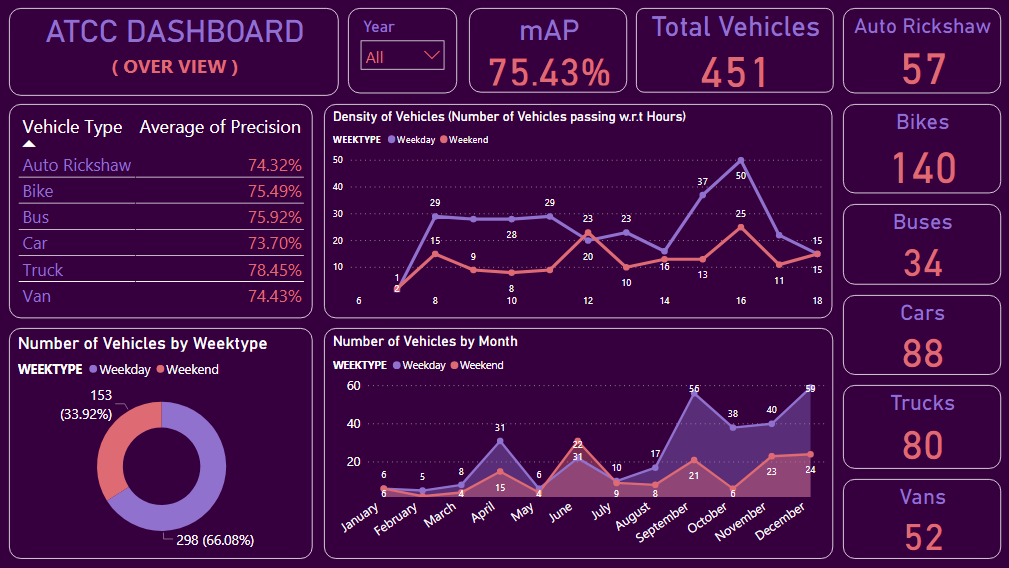 ATCC DASHBOARD
( OVER VIEW )
Year
All
mAP
75.43%
Total Vehicles
451
Auto Rickshaw
57
Vehicle Type Average of Precision
Auto Rickshaw 74.32%
Bike 75.49%
Bus 75.92%
Car 73.70%
Truck 78.45%
Van 74.43%
Density of Vehicles (Number of Vehicles passing w.r.t Hours)
WEEKTYPE Weekday Weekend
50
40
30
20
10
29 29 23 23 37 50
28 20 16 15
1 15 9 8 10 13 25 11 15
2
6 8 10 12 14 16 18
Bikes
140
Buses
34
Cars
88
Trucks
80
Vans
52
Number of Vehicles by Weektype
WEEKTYPE Weekday Weekend
153
(33.92%)
298 (66.08%)
Number of Vehicles by Month
WEEKTYPE Weekday Weekend
60
40
20
6 5 8 31 6 22 10 17 56 38 40 59
6 4 15 4 31 9 8 21 6 23 24
January February March April May June July August September October November December